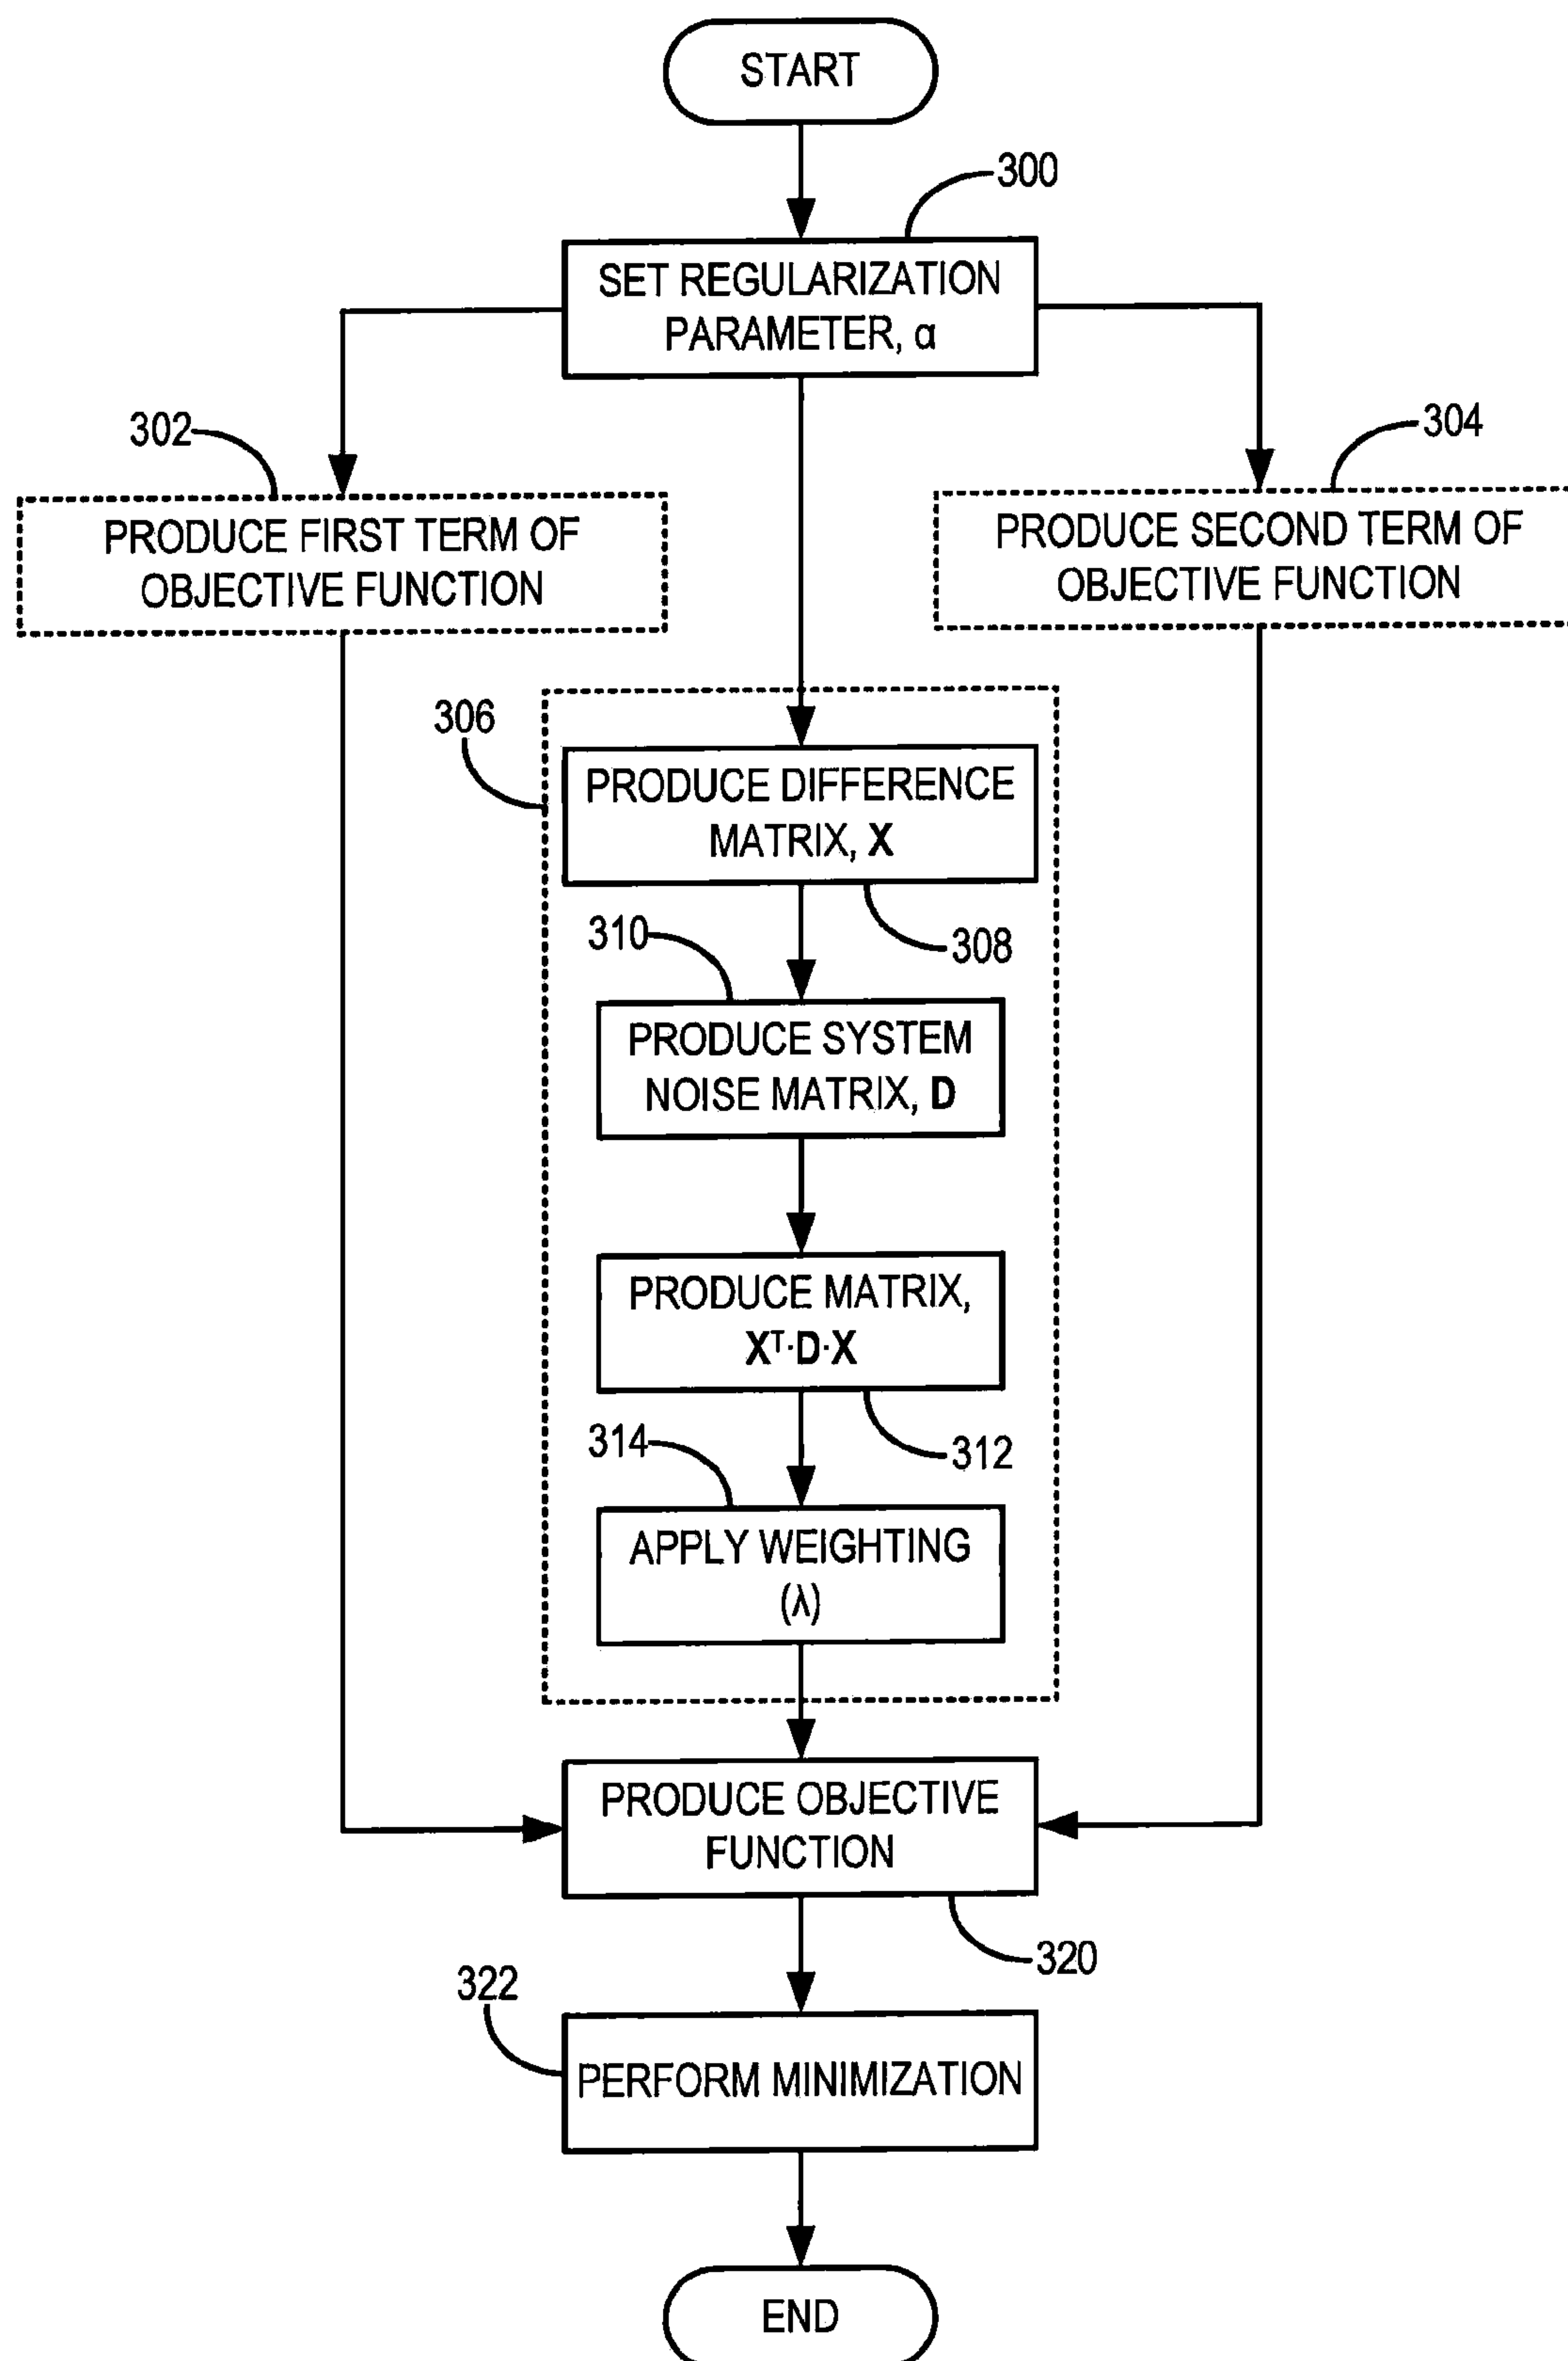 START
300
SET REGULARIZATION
PARAMETER, α
302
304
PRODUCE FIRST TERM OF
OBJECTIVE FUNCTION
PRODUCE SECOND TERM OF
OBJECTIVE FUNCTION
306
PRODUCE DIFFERENCE
MATRIX, X
308
310
PRODUCE SYSTEM
NOISE MATRIX, D
PRODUCE MATRIX,
Xᵀ·D·X
312
314
APPLY WEIGHTING
(λ)
PRODUCE OBJECTIVE
FUNCTION
320
322
PERFORM MINIMIZATION
END